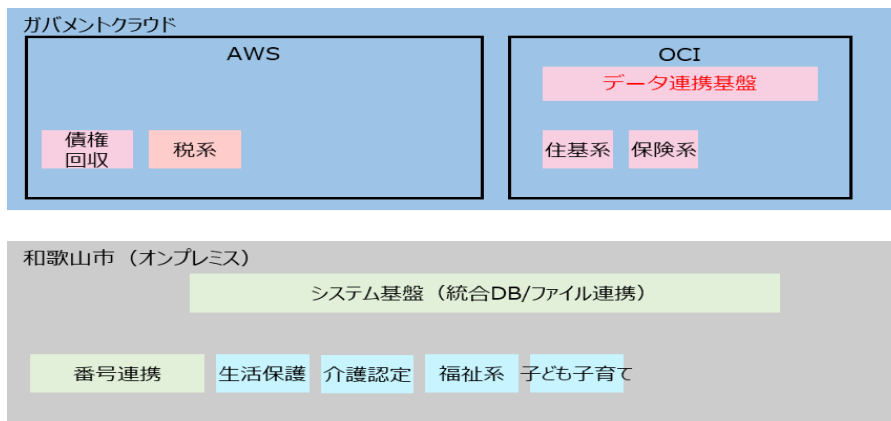 ガバメントクラウド
AWS
OCI
データ連携基盤
債権
回収
税系
住基系
保険系
和歌山市（オンプレミス）
システム基盤（統合DB/ファイル連携）
番号連携
生活保護
介護認定
福祉系
子ども子育て